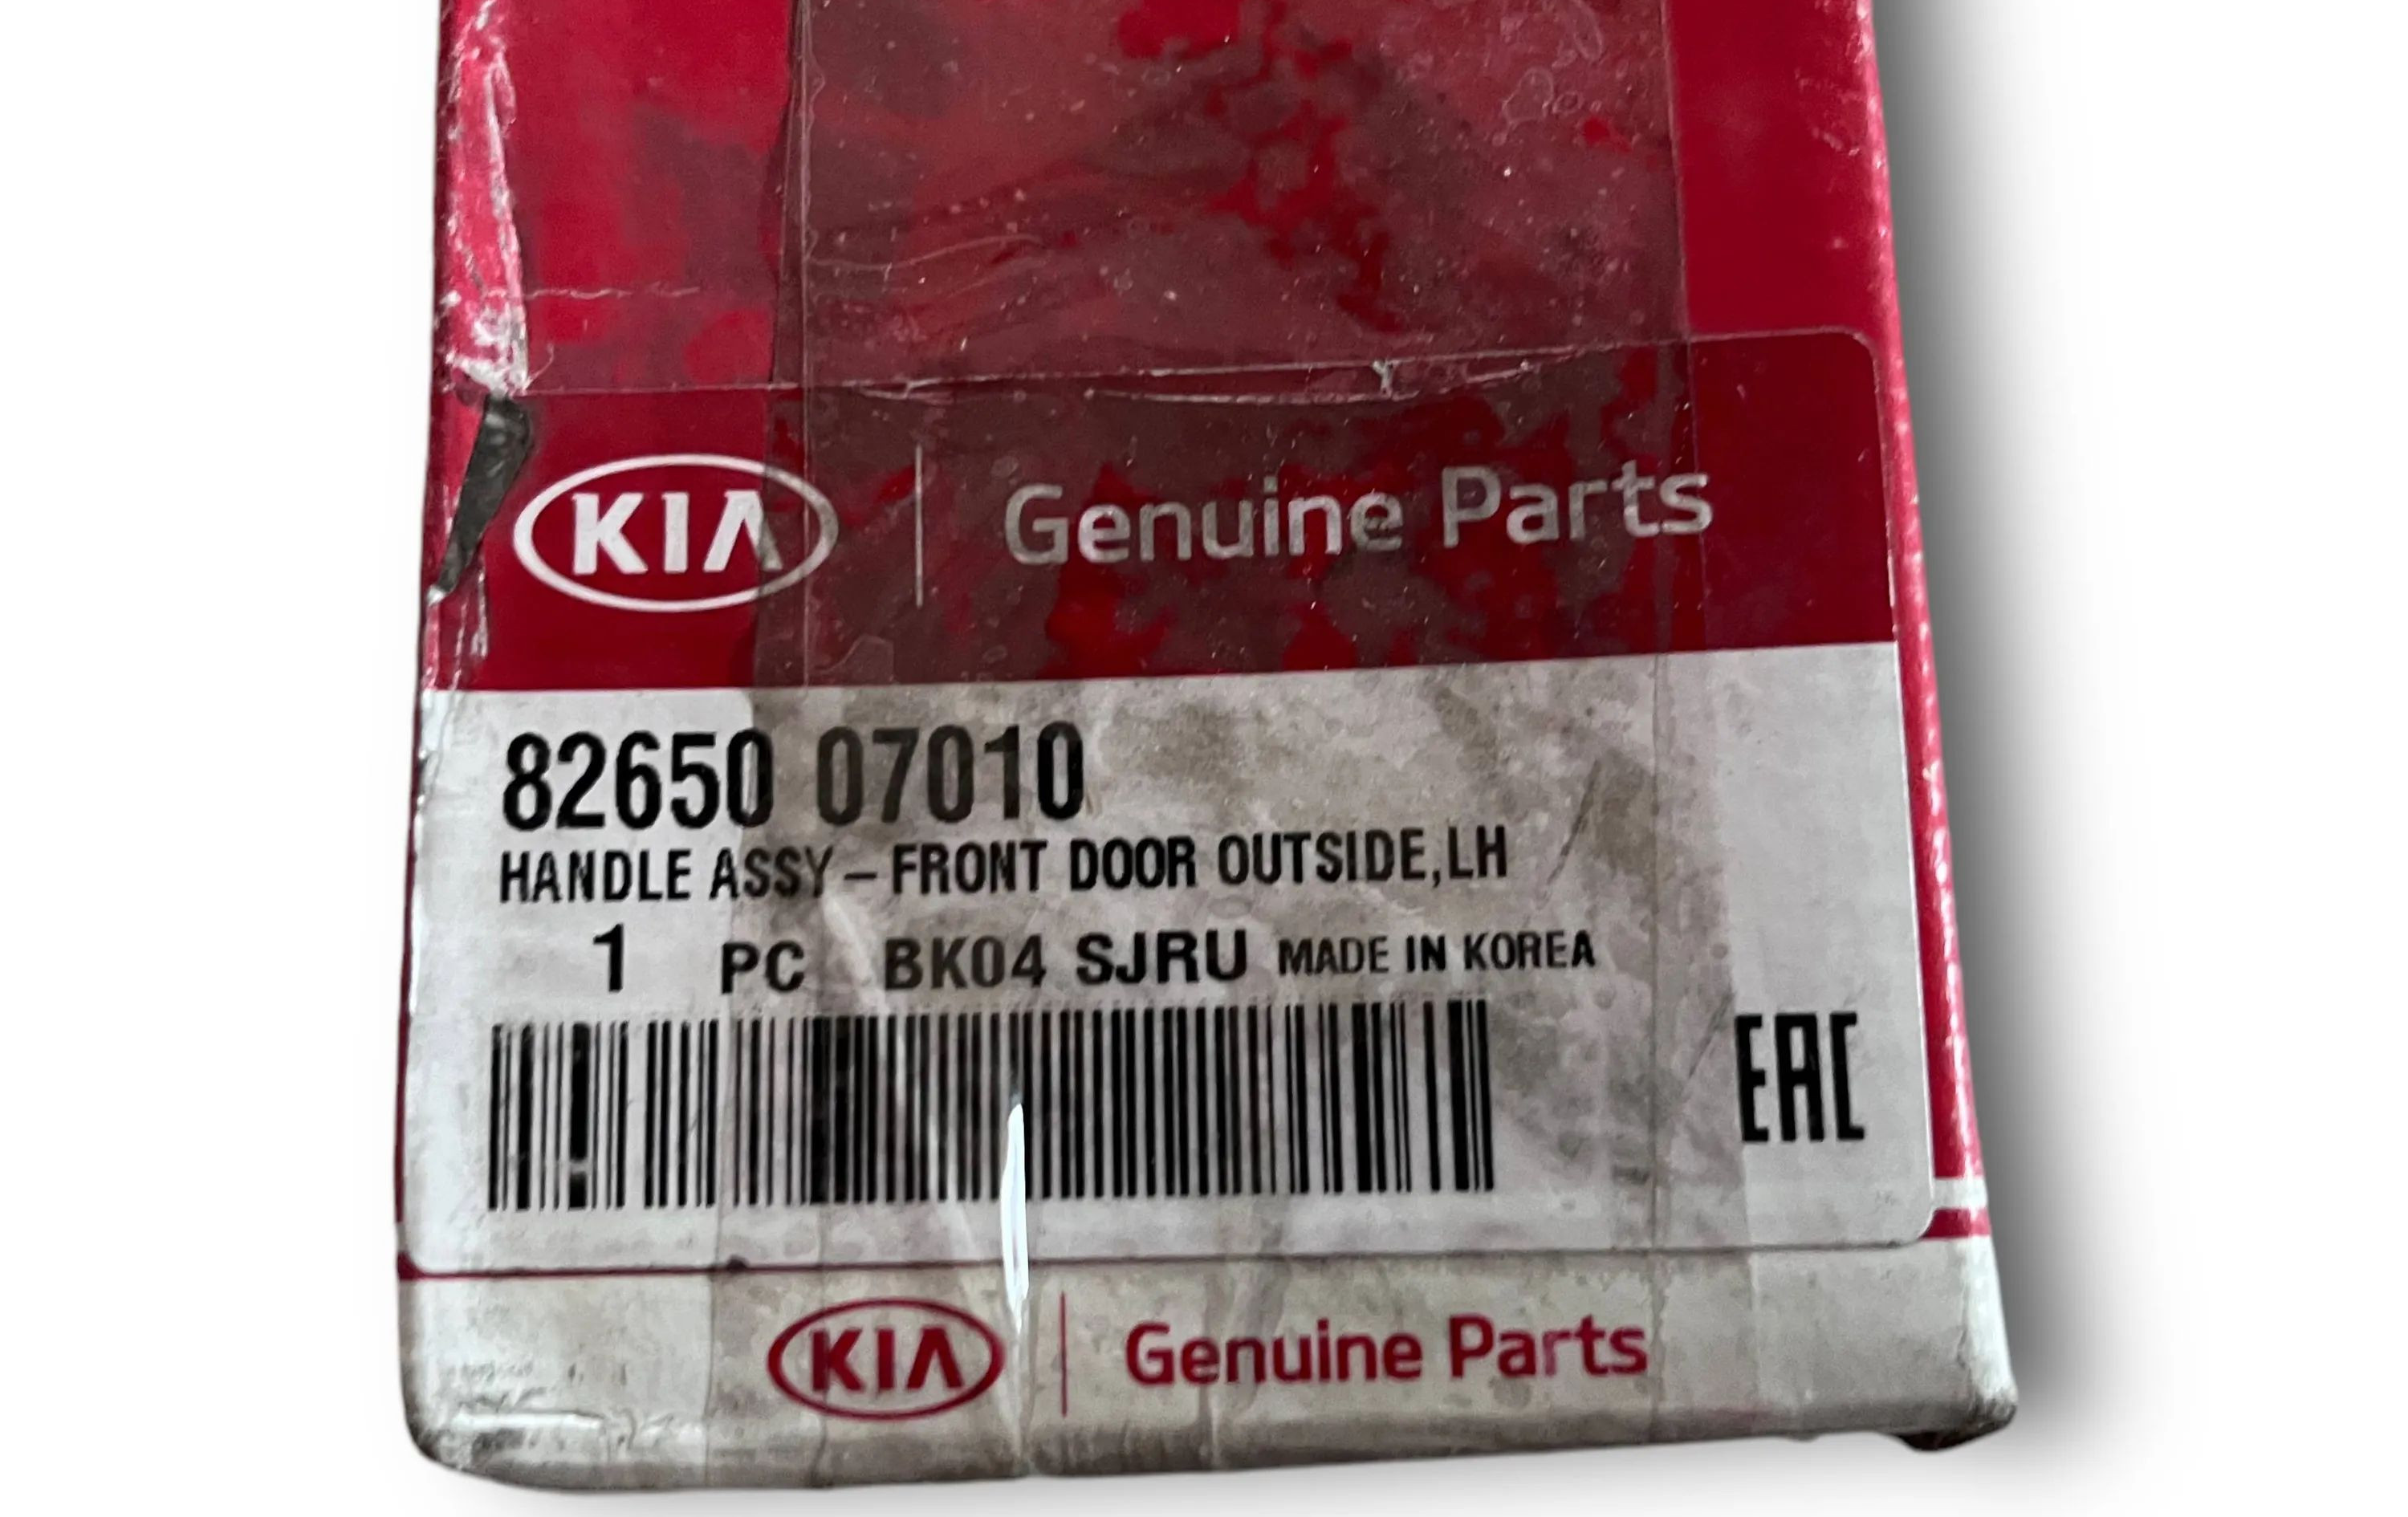 KIA Genuine Parts
82650 07010
HANDLE ASSY-FRONT DOOR OUTSIDE,LH
1 PC BK04 SJRU MADE IN KOREA
EAC
KIA Genuine Parts